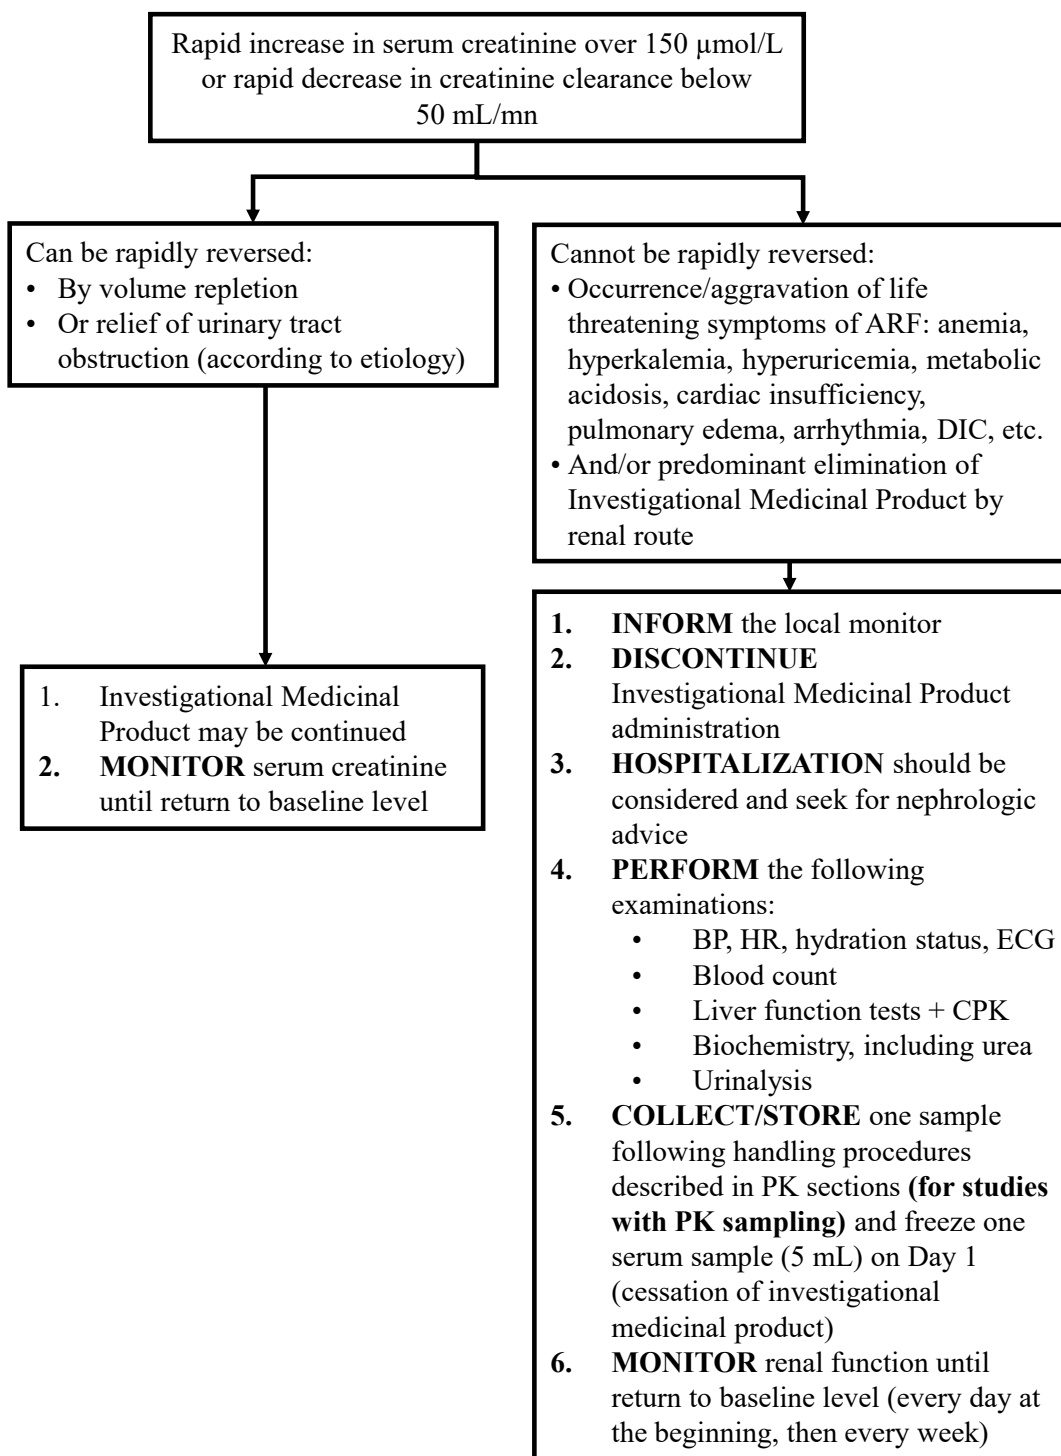 Rapid increase in serum creatinine over 150 µmol/L
or rapid decrease in creatinine clearance below
50 mL/mn
Can be rapidly reversed:
• By volume repletion
• Or relief of urinary tract
obstruction (according to etiology)
Cannot be rapidly reversed:
• Occurrence/aggravation of life
threatening symptoms of ARF: anemia,
hyperkalemia, hyperuricemia, metabolic
acidosis, cardiac insufficiency,
pulmonary edema, arrhythmia, DIC, etc.
• And/or predominant elimination of
Investigational Medicinal Product by
renal route
1. Investigational Medicinal
Product may be continued
2. MONITOR serum creatinine
until return to baseline level
1. INFORM the local monitor
2. DISCONTINUE
Investigational Medicinal Product
administration
3. HOSPITALIZATION should be
considered and seek for nephrologic
advice
4. PERFORM the following
examinations:
• BP, HR, hydration status, ECG
• Blood count
• Liver function tests + CPK
• Biochemistry, including urea
• Urinalysis
5. COLLECT/STORE one sample
following handling procedures
described in PK sections (for studies
with PK sampling) and freeze one
serum sample (5 mL) on Day 1
(cessation of investigational
medicinal product)
6. MONITOR renal function until
return to baseline level (every day at
the beginning, then every week)